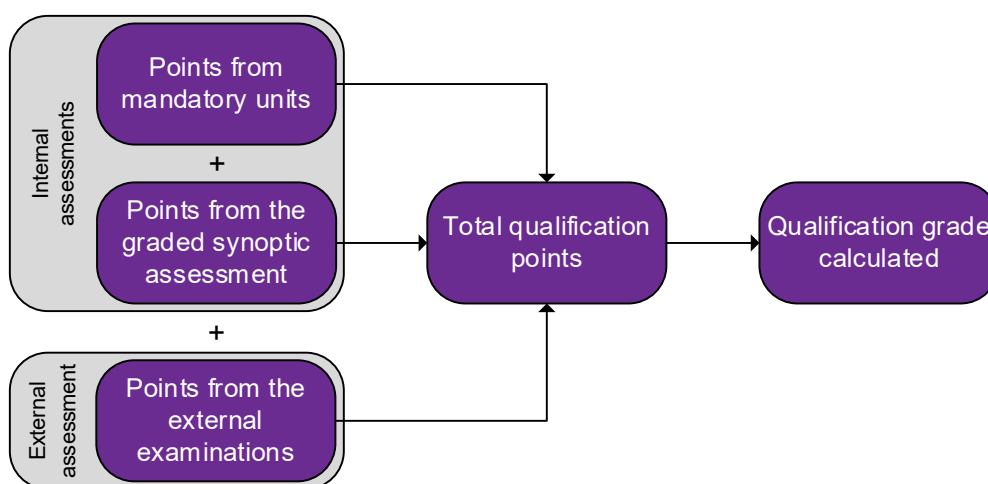 Internal
assessments
Points from
mandatory units
+
Points from the
graded synoptic
assessment
+
External
assessment
Points from the
external
examinations
Total qualification
points
Qualification grade
calculated